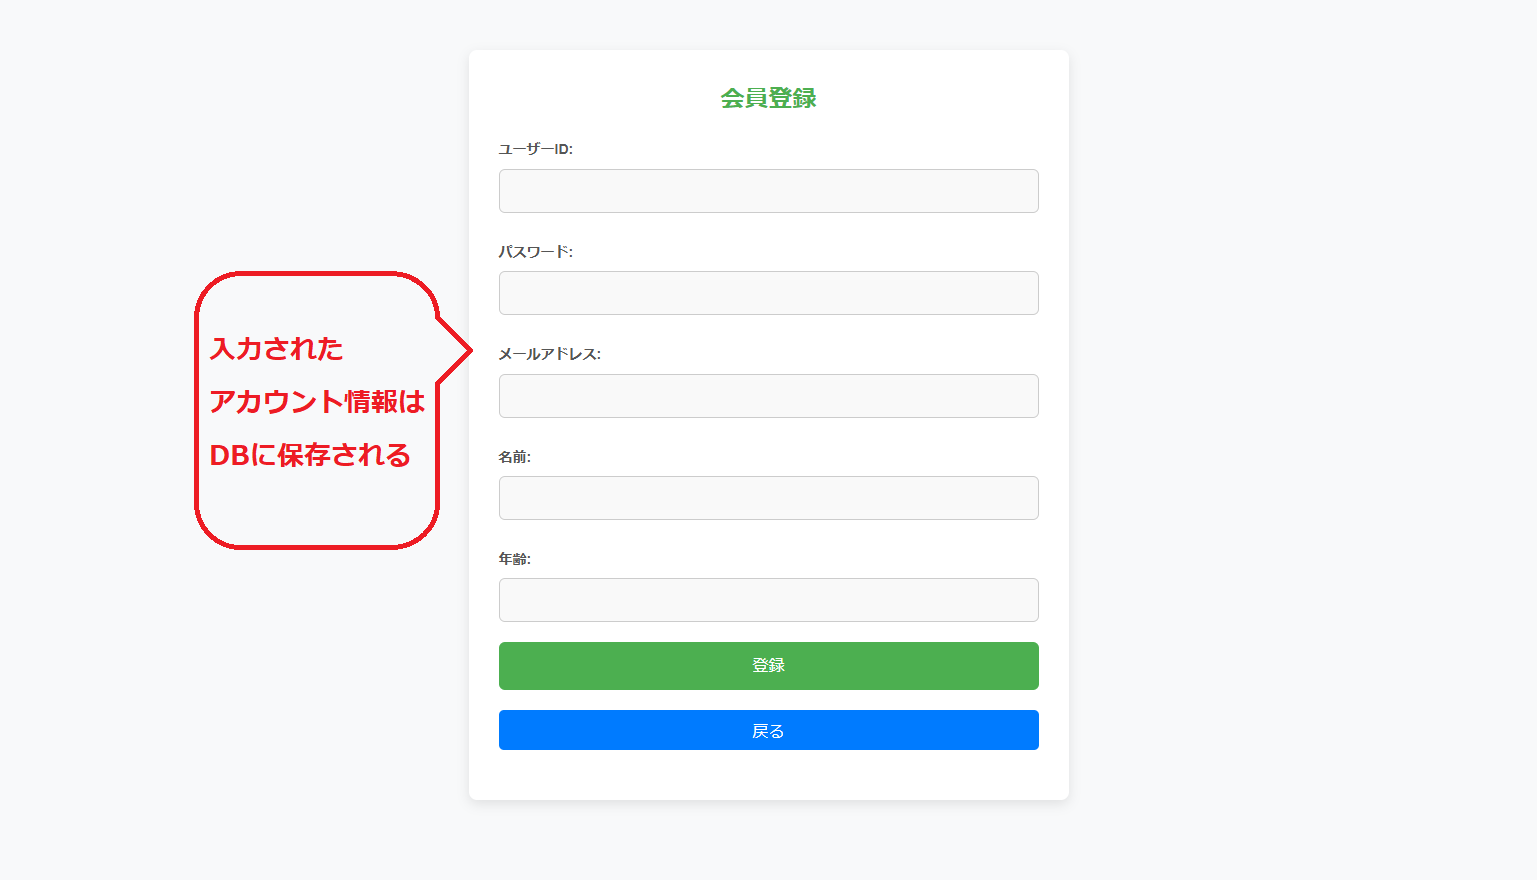 会員登録
ユーザーID:
パスワード:
入力された
アカウント情報は
DBに保存される
メールアドレス:
名前:
年齢:
登録
戻る